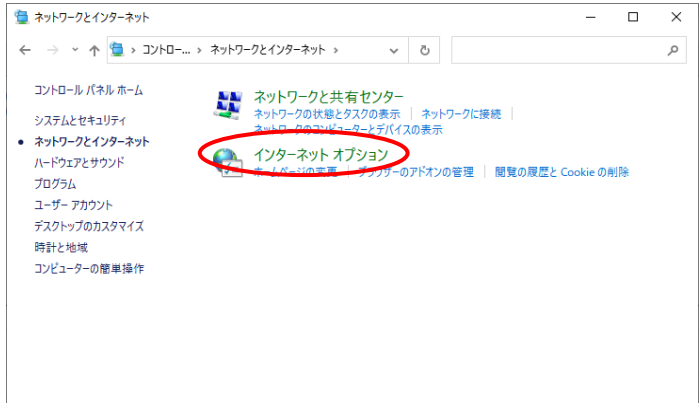 ネットワークとインターネット
コントロー... › ネットワークとインターネット ›
コントロール パネル ホーム
システムとセキュリティ
ネットワークとインターネット
ハードウェアとサウンド
プログラム
ユーザー アカウント
デスクトップのカスタマイズ
時計と地域
コンピューターの簡単操作
ネットワークと共有センター
ネットワークの状態とタスクの表示 | ネットワークに接続 |
ネットワークのコンピューターとデバイスの表示
インターネット オプション
ホームページの変更 | ブラウザーのアドオンの管理 | 閲覧の履歴と Cookie の削除